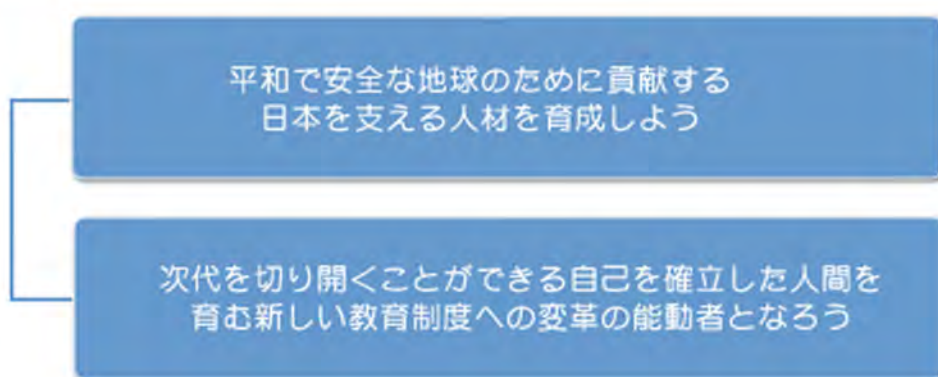 平和で安全な地球のために貢献する
日本を支える人材を育成しよう
次代を切り開くことができる自己を確立した人間を
育む新しい教育制度への変革の能動者となろう